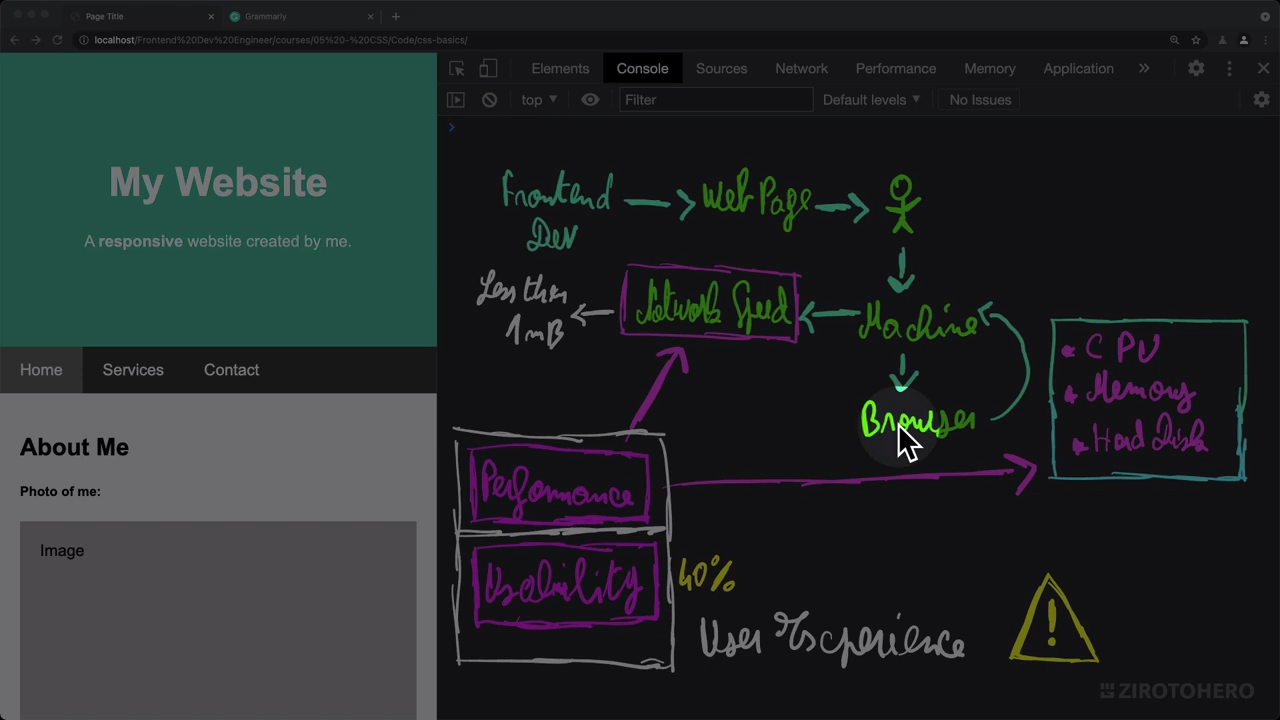 Page Title
Grammarly
localhost/Frontend%20Dev%20Engineer/courses/05%20-%20CSS/Code/css-basics/
My Website
A responsive website created by me.
Home Services Contact
About Me
Photo of me:
Image
Elements Console Sources Network Performance Memory Application
top Filter Default levels No Issues
Frontend Dev
Web Page
Less then 1mB
Network Speed
Machine
Browser
CPU
Memory
Hard Disk
Performance
Usability
40%
User Experience
!
ZIROTOHERO